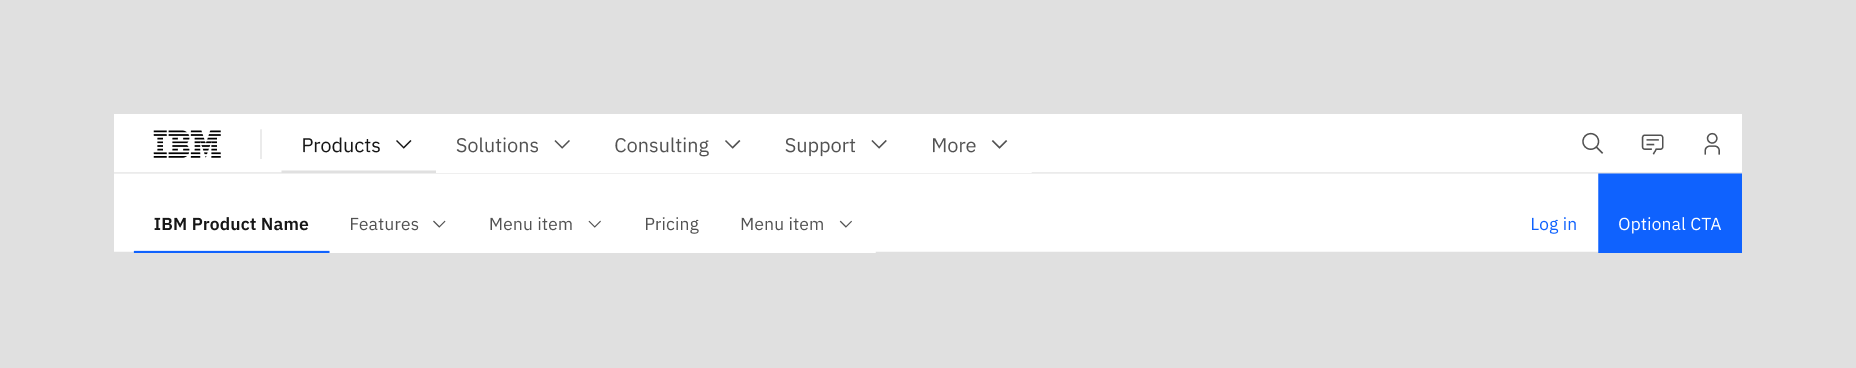 IBM Products Solutions Consulting Support More
IBM Product Name Features Menu item Pricing Menu item Log in Optional CTA